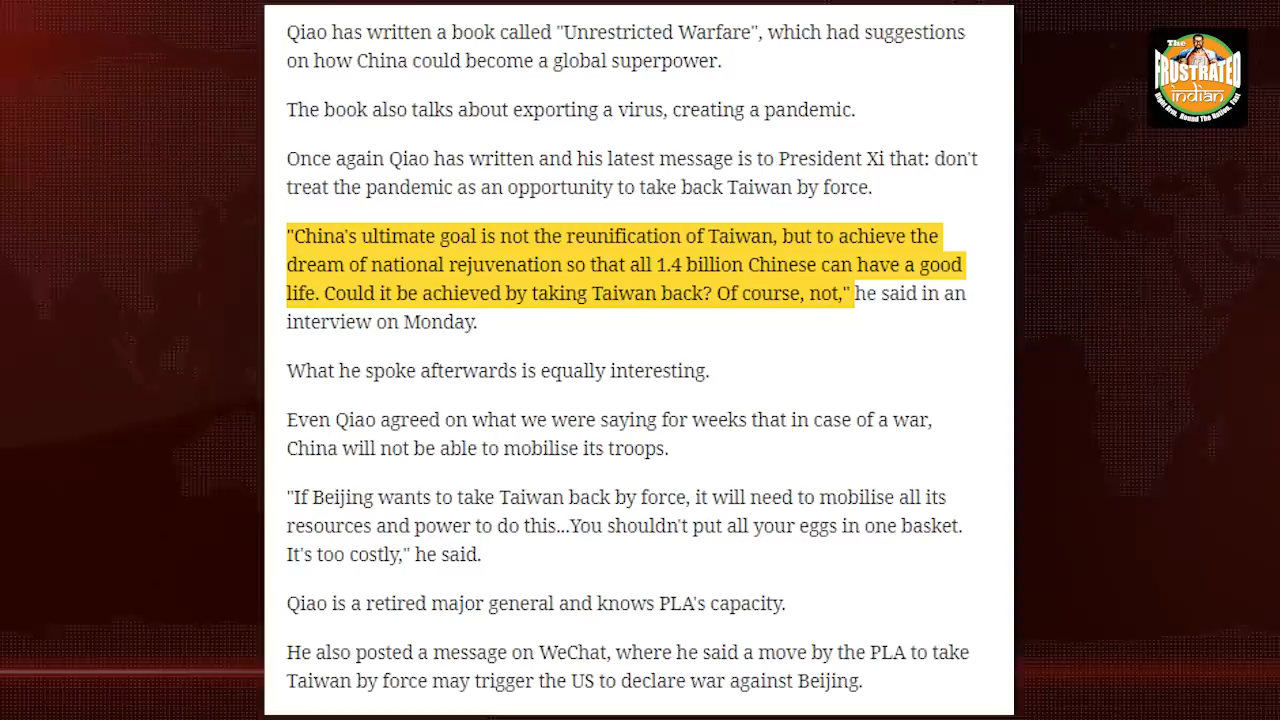 Qiao has written a book called "Unrestricted Warfare", which had suggestions
on how China could become a global superpower.
The book also talks about exporting a virus, creating a pandemic.
Once again Qiao has written and his latest message is to President Xi that: don't
treat the pandemic as an opportunity to take back Taiwan by force.
"China's ultimate goal is not the reunification of Taiwan, but to achieve the
dream of national rejuvenation so that all 1.4 billion Chinese can have a good
life. Could it be achieved by taking Taiwan back? Of course, not," he said in an
interview on Monday.
What he spoke afterwards is equally interesting.
Even Qiao agreed on what we were saying for weeks that in case of a war,
China will not be able to mobilise its troops.
"If Beijing wants to take Taiwan back by force, it will need to mobilise all its
resources and power to do this...You shouldn't put all your eggs in one basket.
It's too costly," he said.
Qiao is a retired major general and knows PLA's capacity.
He also posted a message on WeChat, where he said a move by the PLA to take
Taiwan by force may trigger the US to declare war against Beijing.
The
FRUSTRATED
indian
Right Arm, Round The Nation, Fast